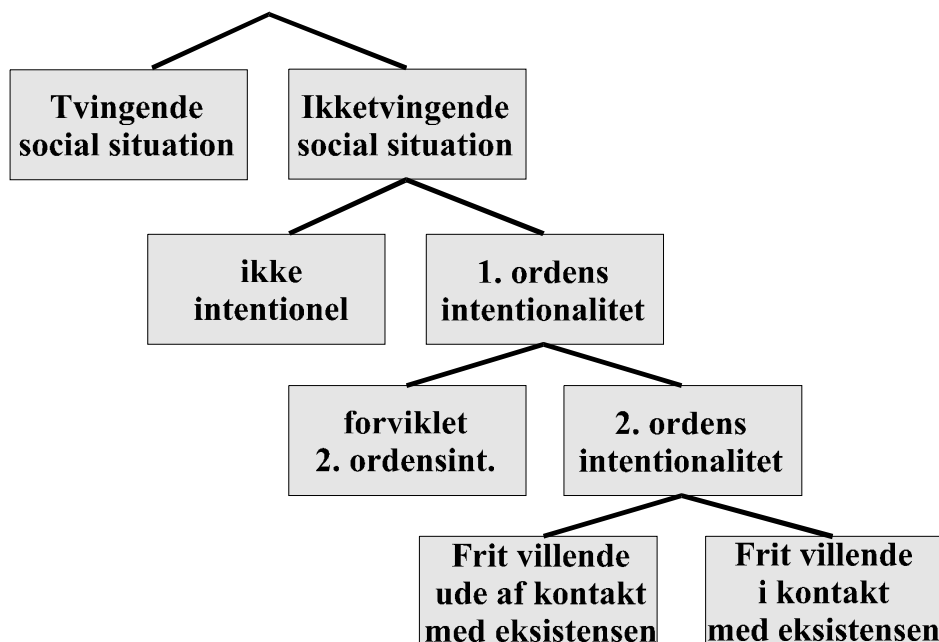 Tvingende
social situation
Ikketvingende
social situation
ikke
intentionel
1. ordens
intentionalitet
forviklet
2. ordensint.
2. ordens
intentionalitet
Frit villende
ude af kontakt
med eksistensen
Frit villende
i kontakt
med eksistensen